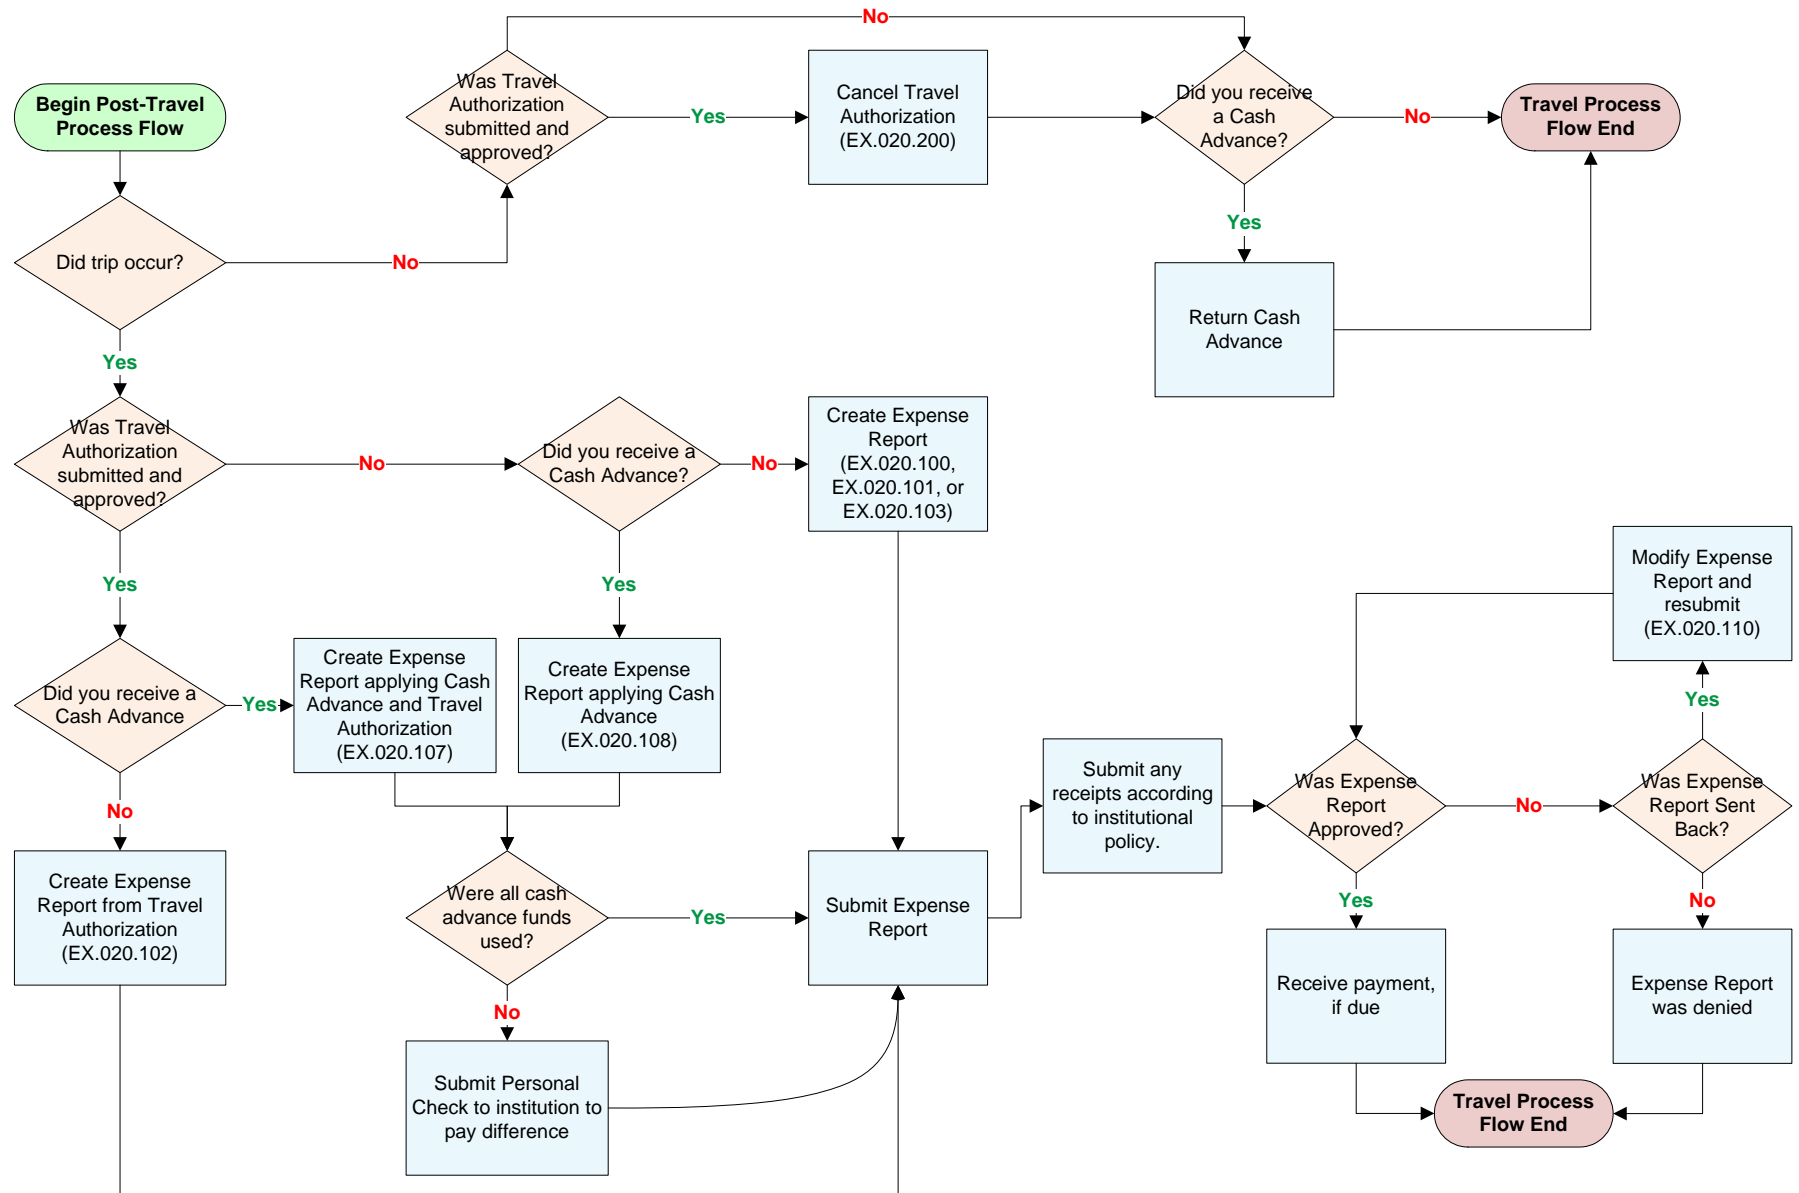 No
Begin Post-Travel
Process Flow
Was Travel
Authorization
submitted and
approved?
Yes
Cancel Travel
Authorization
(EX.020.200)
Did you receive
a Cash
Advance?
No
Travel Process
Flow End
Did trip occur?
No
Yes
Return Cash
Advance
Yes
Was Travel
Authorization
submitted and
approved?
No
Did you receive a
Cash Advance?
No
Create Expense
Report
(EX.020.100,
EX.020.101, or
EX.020.103)
Yes
Yes
Modify Expense
Report and
resubmit
(EX.020.110)
Did you receive a
Cash Advance
Yes
Create Expense
Report applying Cash
Advance and Travel
Authorization
(EX.020.107)
Create Expense
Report applying Cash
Advance
(EX.020.108)
Yes
No
Submit any
receipts according
to institutional
policy.
Was Expense
Report
Approved?
No
Was Expense
Report Sent
Back?
Create Expense
Report from Travel
Authorization
(EX.020.102)
Were all cash
advance funds
used?
Yes
Submit Expense
Report
Yes
No
No
Receive payment,
if due
Expense Report
was denied
Submit Personal
Check to institution to
pay difference
Travel Process
Flow End